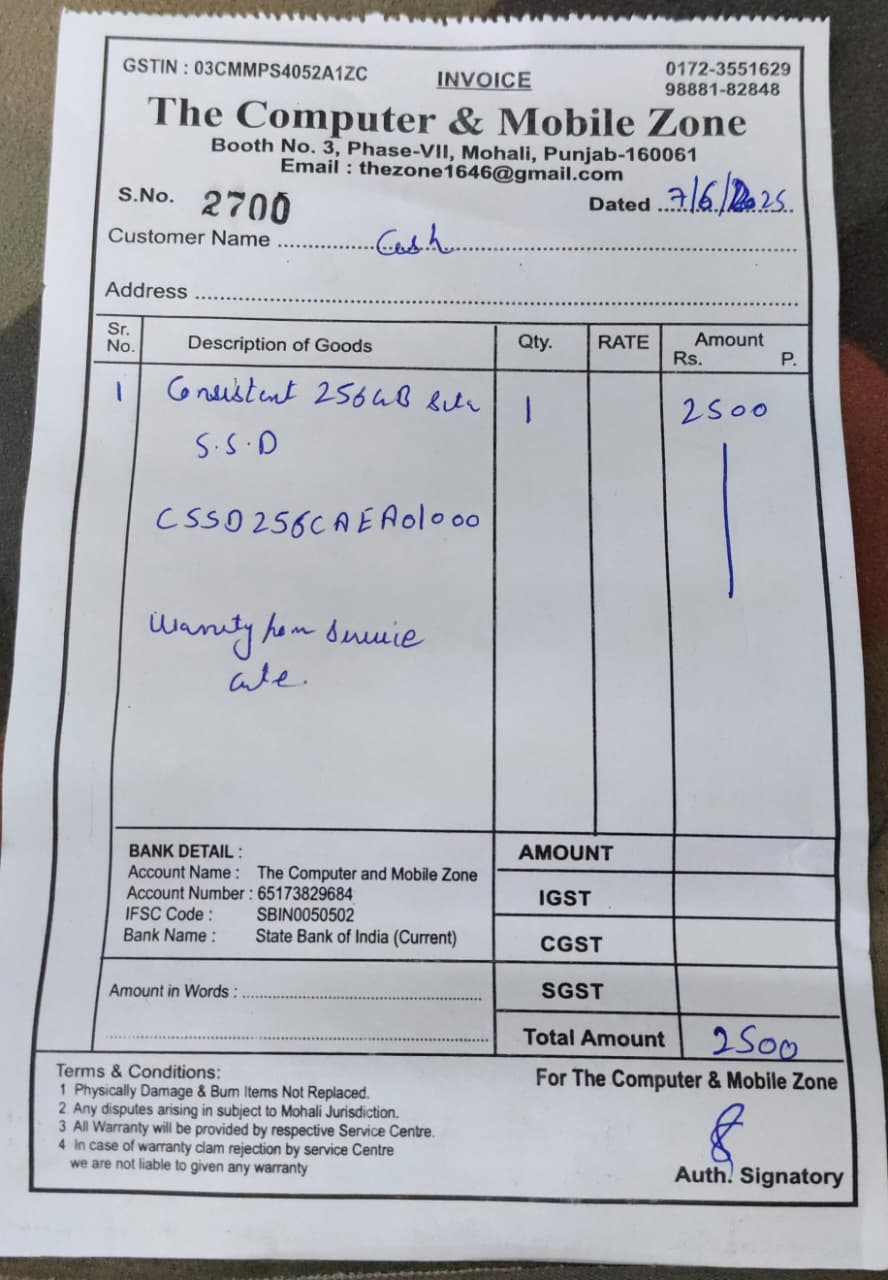 GSTIN : 03CMMPS4052A1ZC
INVOICE
0172-3551629
98881-82848
The Computer & Mobile Zone
Booth No. 3, Phase-VII, Mohali, Punjab-160061
Email : thezone1646@gmail.com
S.No. 2700
Dated 7/6/2025
Customer Name Cash
Address
Sr. No. Description of Goods Qty. RATE Amount Rs. P.
1 Consistent 256GB 1 2500
S.S.D
CSSD256CAEA01000
Warrenty from Service
BANK DETAIL :
Account Name : The Computer and Mobile Zone
Account Number : 65173829684
IFSC Code : SBIN0050502
Bank Name : State Bank of India (Current)
Amount in Words :
AMOUNT
IGST
CGST
SGST
Total Amount 2500
Terms & Conditions:
1 Physically Damage & Burn Items Not Replaced.
2 Any disputes arising in subject to Mohali Jurisdiction.
3 All Warranty will be provided by respective Service Centre.
4 In case of warranty clam rejection by service Centre
we are not liable to given any warranty
For The Computer & Mobile Zone
Auth. Signatory